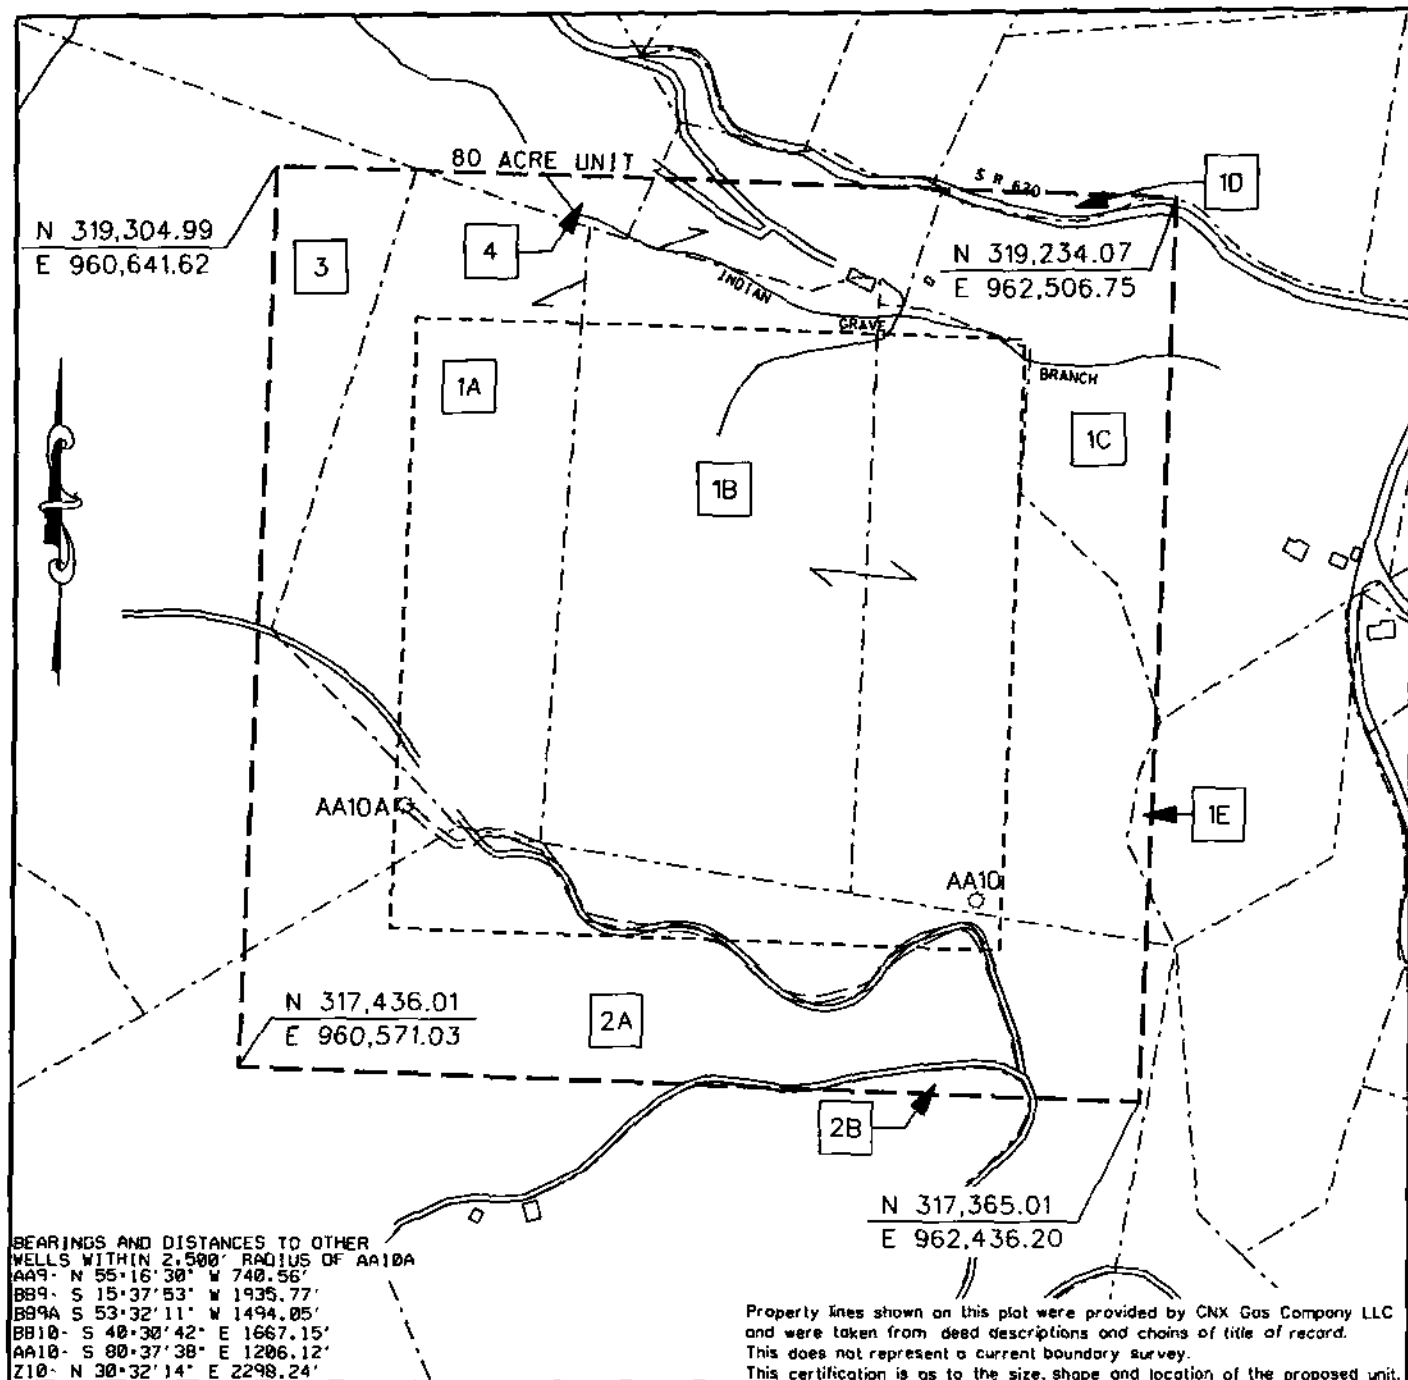 80 ACRE UNIT
S R 620
1D
N 319,304.99
E 960,641.62
3
4
N 319,234.07
E 962,506.75
INDIAN
GRAVE
BRANCH
1A
1C
1B
AA10A
1E
AA10
N 317,436.01
E 960,571.03
2A
2B
N 317,365.01
E 962,436.20
BEARINGS AND DISTANCES TO OTHER
WELLS WITHIN 2,500' RADIUS OF AA10A
AA9- N 55°16'30" W 740.56'
BB9- S 15°37'53" W 1935.77'
BB9A S 53°32'11" W 1494.05'
BB10- S 40°30'42" E 1667.15'
AA10- S 80°37'38" E 1206.12'
Z10- N 30°32'14" E 2298.24'
Property lines shown on this plat were provided by CNX Gas Company LLC
and were taken from deed descriptions and chains of title of record.
This does not represent a current boundary survey.
This certification is as to the size, shape and location of the proposed unit.